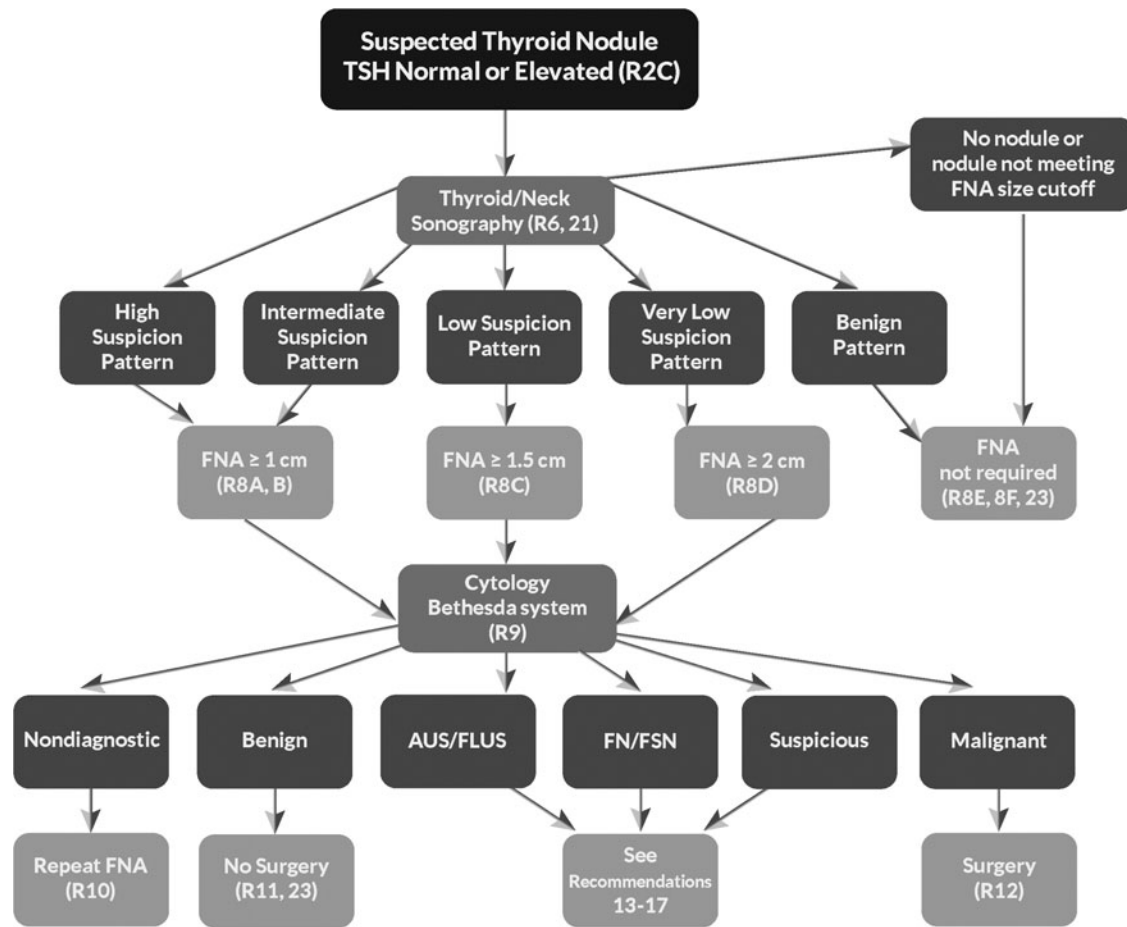 Suspected Thyroid Nodule
TSH Normal or Elevated (R2C)
No nodule or
nodule not meeting
FNA size cutoff
Thyroid/Neck
Sonography (R6, 21)
High
Suspicion
Pattern
Intermediate
Suspicion
Pattern
Low Suspicion
Pattern
Very Low
Suspicion
Pattern
Benign
Pattern
FNA ≥ 1 cm
(R8A, B)
FNA ≥ 1.5 cm
(R8C)
FNA ≥ 2 cm
(R8D)
FNA
not required
(R8E, 8F, 23)
Cytology
Bethesda system
(R9)
Nondiagnostic
Benign
AUS/FLUS
FN/FSN
Suspicious
Malignant
Repeat FNA
(R10)
No Surgery
(R11, 23)
See
Recommendations
13-17
Surgery
(R12)